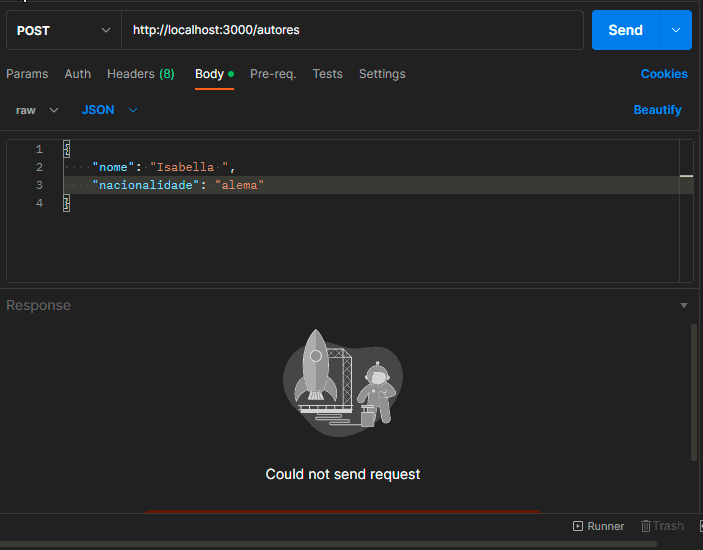 POST http://localhost:3000/autores Send
Params Auth Headers (8) Body Pre-req. Tests Settings Cookies
raw JSON Beautify
1 {
2 "nome": "Isabella ",
3 "nacionalidade": "alema"
4 }
Response
Could not send request
Runner Trash